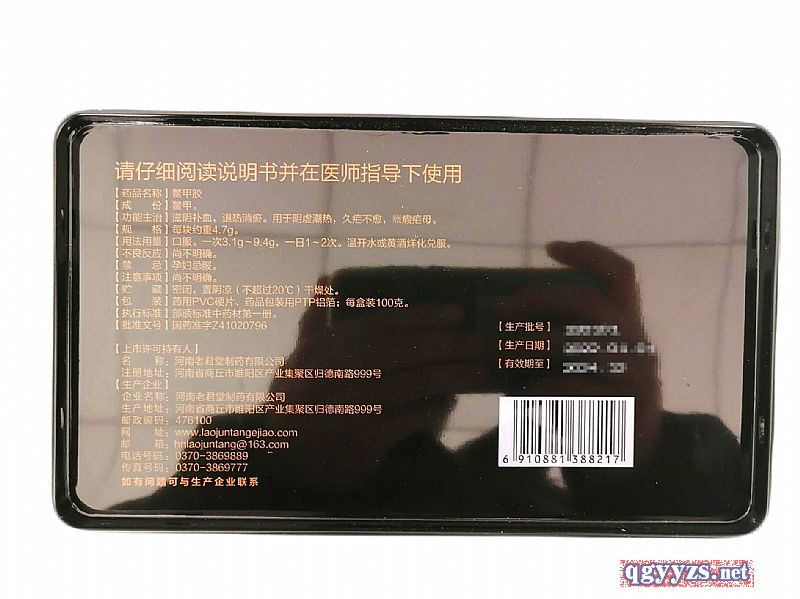 请仔细阅读说明书并在医师指导下使用
【药品名称】鳖甲胶
【成　　份】鳖甲。
【功能主治】滋阴补血，退热消瘀。用于阴虚潮热，久疟不愈，癥瘕疟母。
【规　　格】每块约重4.7g。
【用法用量】口服。一次3.1g～9.4g，一日1～2次。温开水或黄酒烊化兑服。
【不良反应】尚不明确。
【禁　　忌】孕妇忌服。
【注意事项】尚不明确。
【贮　　藏】密闭，置阴凉（不超过20℃）干燥处。
【包　　装】药用PVC硬片、药品包装用PTP铝箔；每盒装100克。
【执行标准】部颁标准中药材第一册。
【批准文号】国药准字Z41020796
【上市许可持有人】
名　　称：河南老君堂制药有限公司
注册地址：河南省商丘市睢阳区产业集聚区归德南路999号
【生产企业】
企业名称：河南老君堂制药有限公司
生产地址：河南省商丘市睢阳区产业集聚区归德南路999号
邮政编码：476100
网　　址：www.laojuntangejiao.com
邮　　箱：hnlaojuntang@163.com
电话号码：0370-3869889
传真号码：0370-3869777
如有问题可与生产企业联系
【生产批号】
【生产日期】
【有效期至】
6 910881 388217
qgyyzs.net